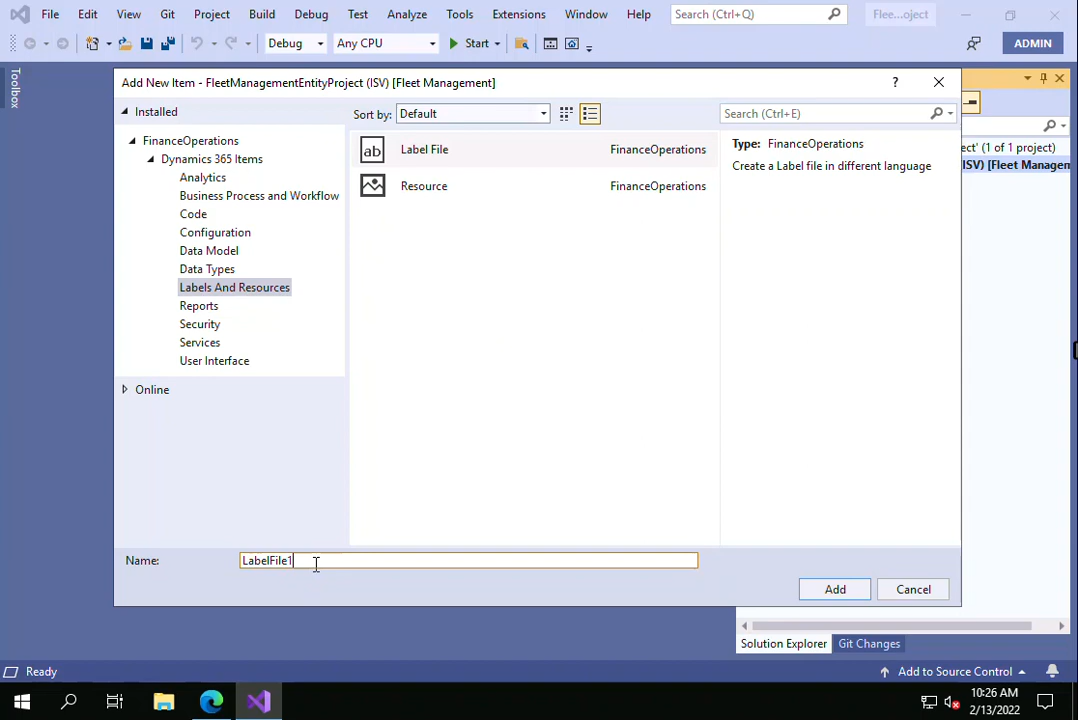 File Edit View Git Project Build Debug Test Analyze Tools Extensions Window Help Search (Ctrl+Q) Flee...oject
Debug Any CPU Start ADMIN
Toolbox
Add New Item - FleetManagementEntityProject (ISV) [Fleet Management] ?
Installed
Sort by: Default
Search (Ctrl+E)
FinanceOperations
Dynamics 365 Items
Analytics
Business Process and Workflow
Code
Configuration
Data Model
Data Types
Labels And Resources
Reports
Security
Services
User Interface
Online
ab Label File FinanceOperations
Resource FinanceOperations
Type: FinanceOperations
Create a Label file in different language
ect' (1 of 1 project)
(ISV) [Fleet Managem
Name: LabelFile1
Add Cancel
Solution Explorer Git Changes
Ready Add to Source Control
10:26 AM
2/13/2022